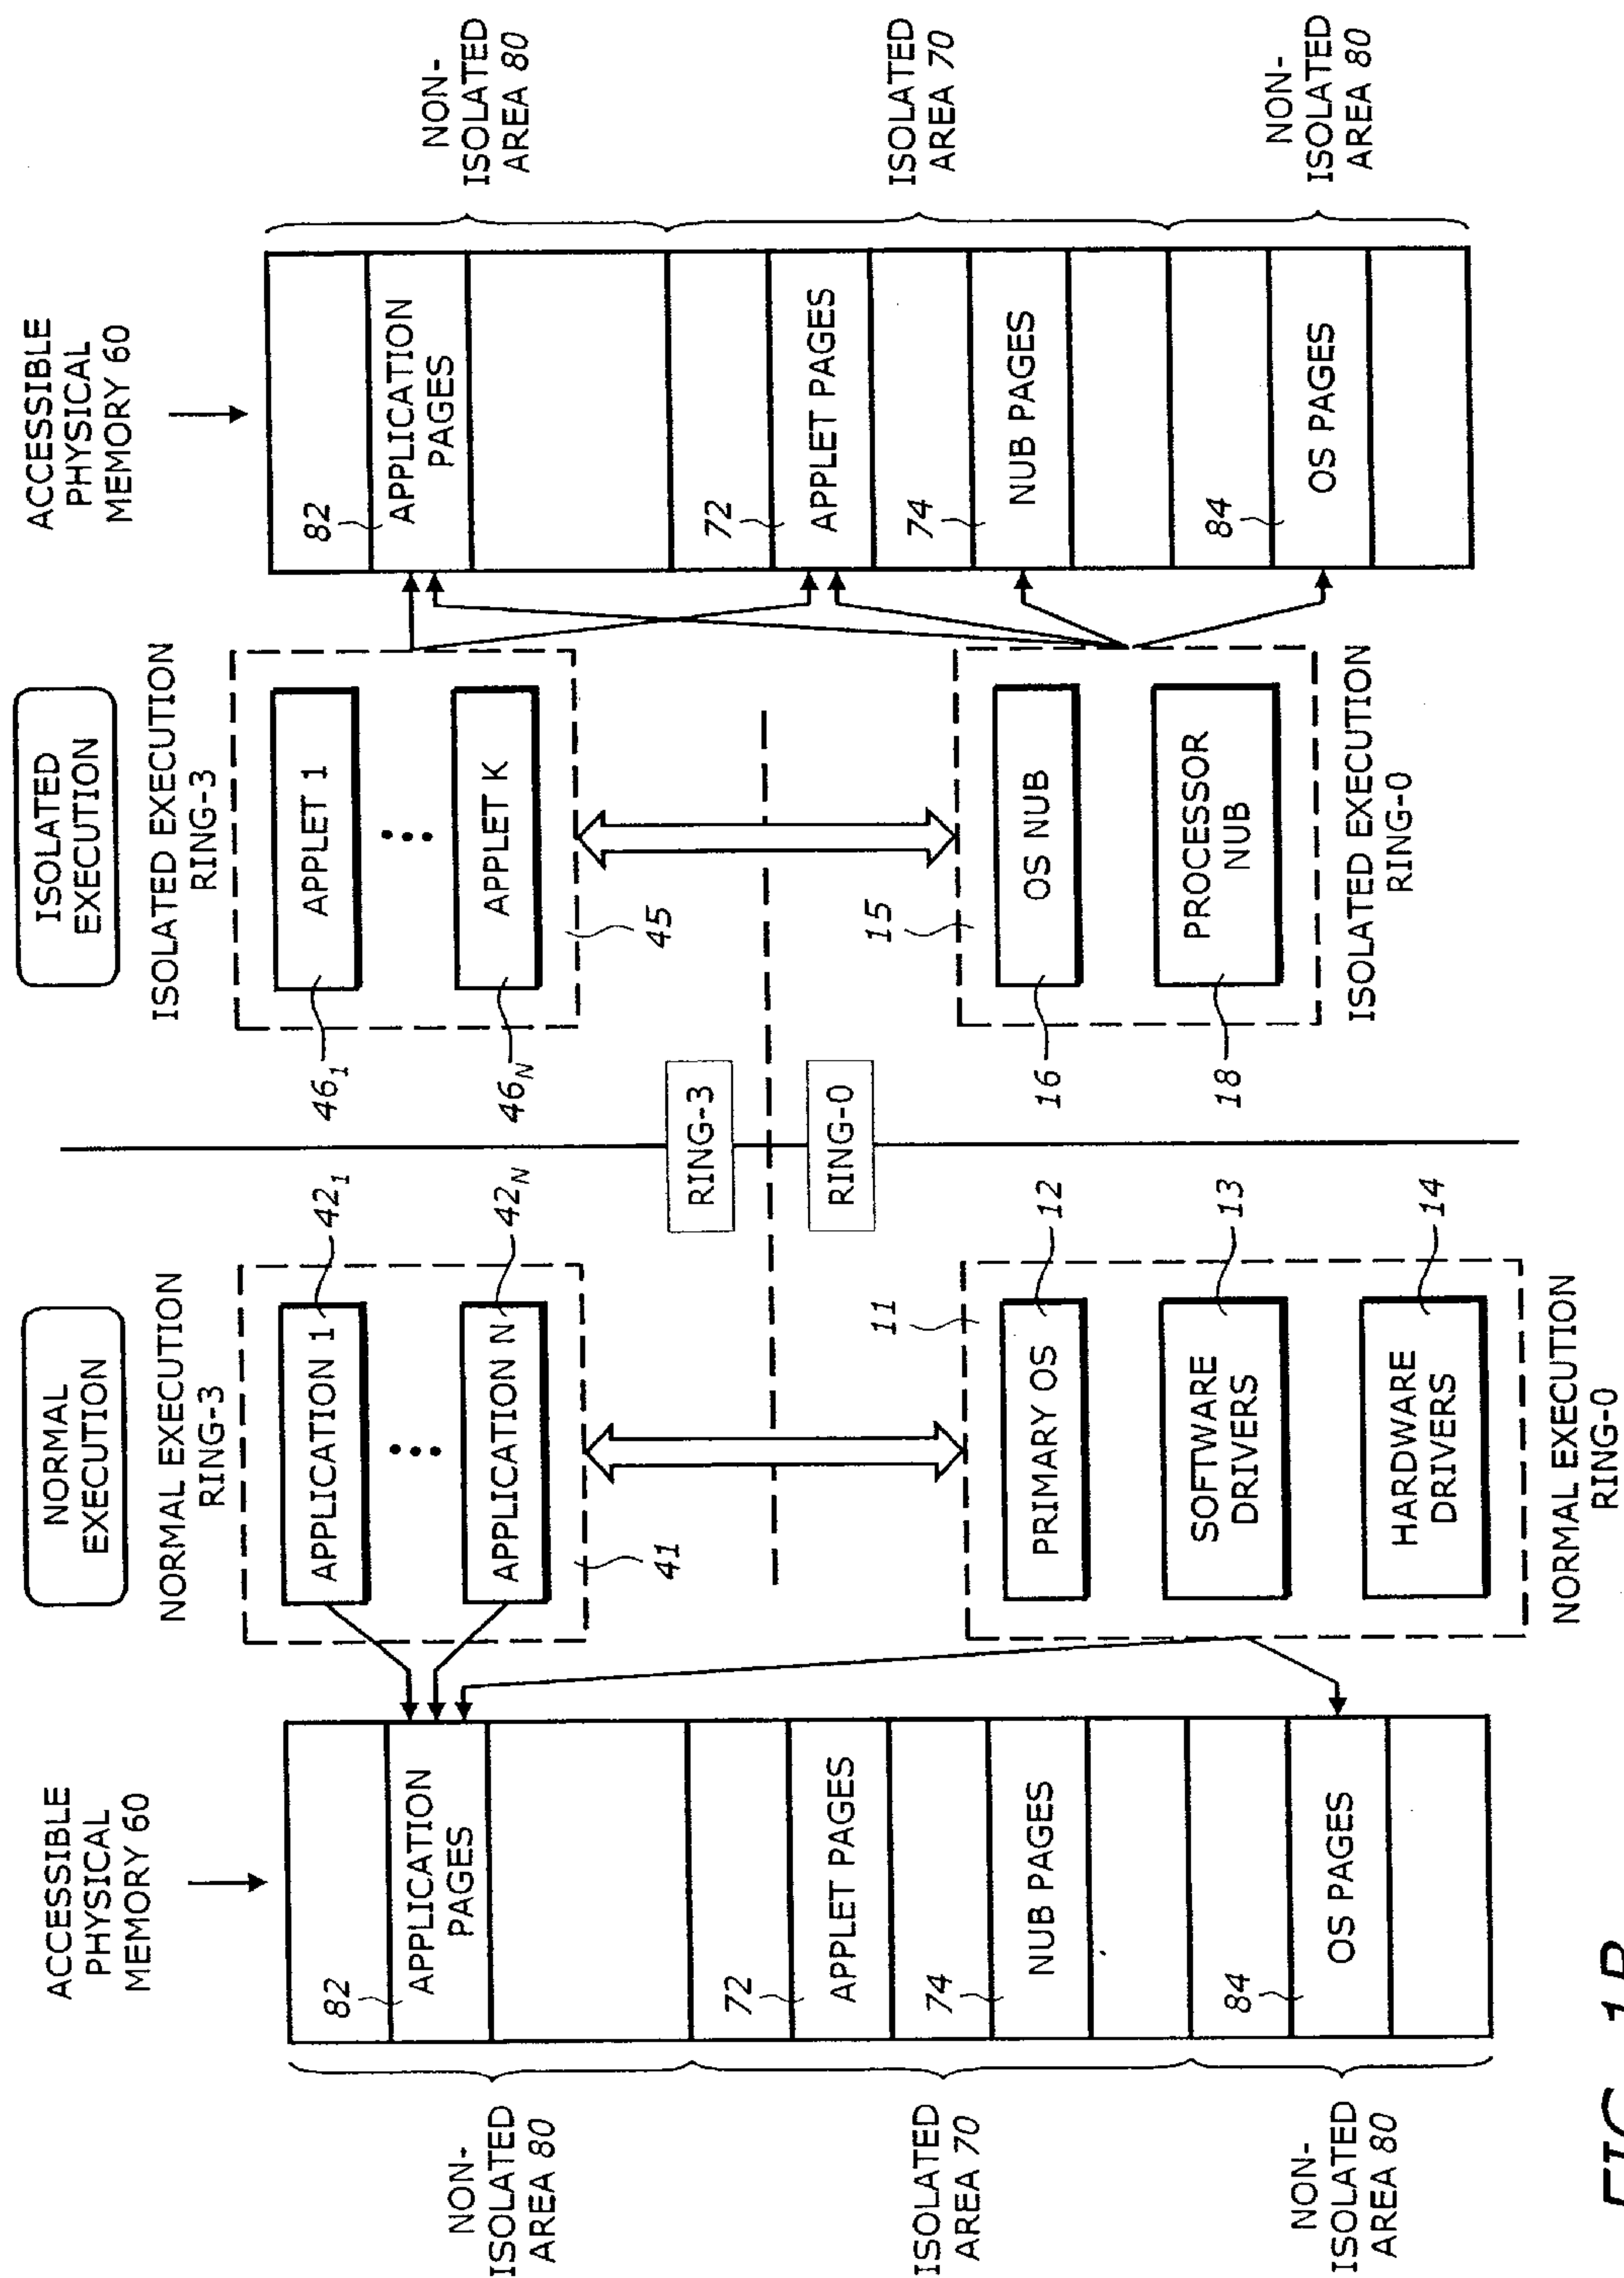 ACCESSIBLE
PHYSICAL
MEMORY 60
NORMAL
EXECUTION
ISOLATED
EXECUTION
ACCESSIBLE
PHYSICAL
MEMORY 60
NORMAL EXECUTION
RING-3
ISOLATED EXECUTION
RING-3
NON-
ISOLATED
AREA 80
82
APPLICATION
PAGES
APPLICATION 1
42₁
APPLICATION N
42N
41
46₁
APPLET 1
46N
APPLET K
45
82
APPLICATION
PAGES
NON-
ISOLATED
AREA 80
ISOLATED
AREA 70
72
APPLET PAGES
74
NUB PAGES
RING-3
RING-0
72
APPLET PAGES
74
NUB PAGES
ISOLATED
AREA 70
11
PRIMARY OS
12
SOFTWARE
DRIVERS
13
HARDWARE
DRIVERS
14
15
16
OS NUB
18
PROCESSOR
NUB
NON-
ISOLATED
AREA 80
84
OS PAGES
84
OS PAGES
NON-
ISOLATED
AREA 80
NORMAL EXECUTION
RING-0
ISOLATED EXECUTION
RING-0
FIG. 1B